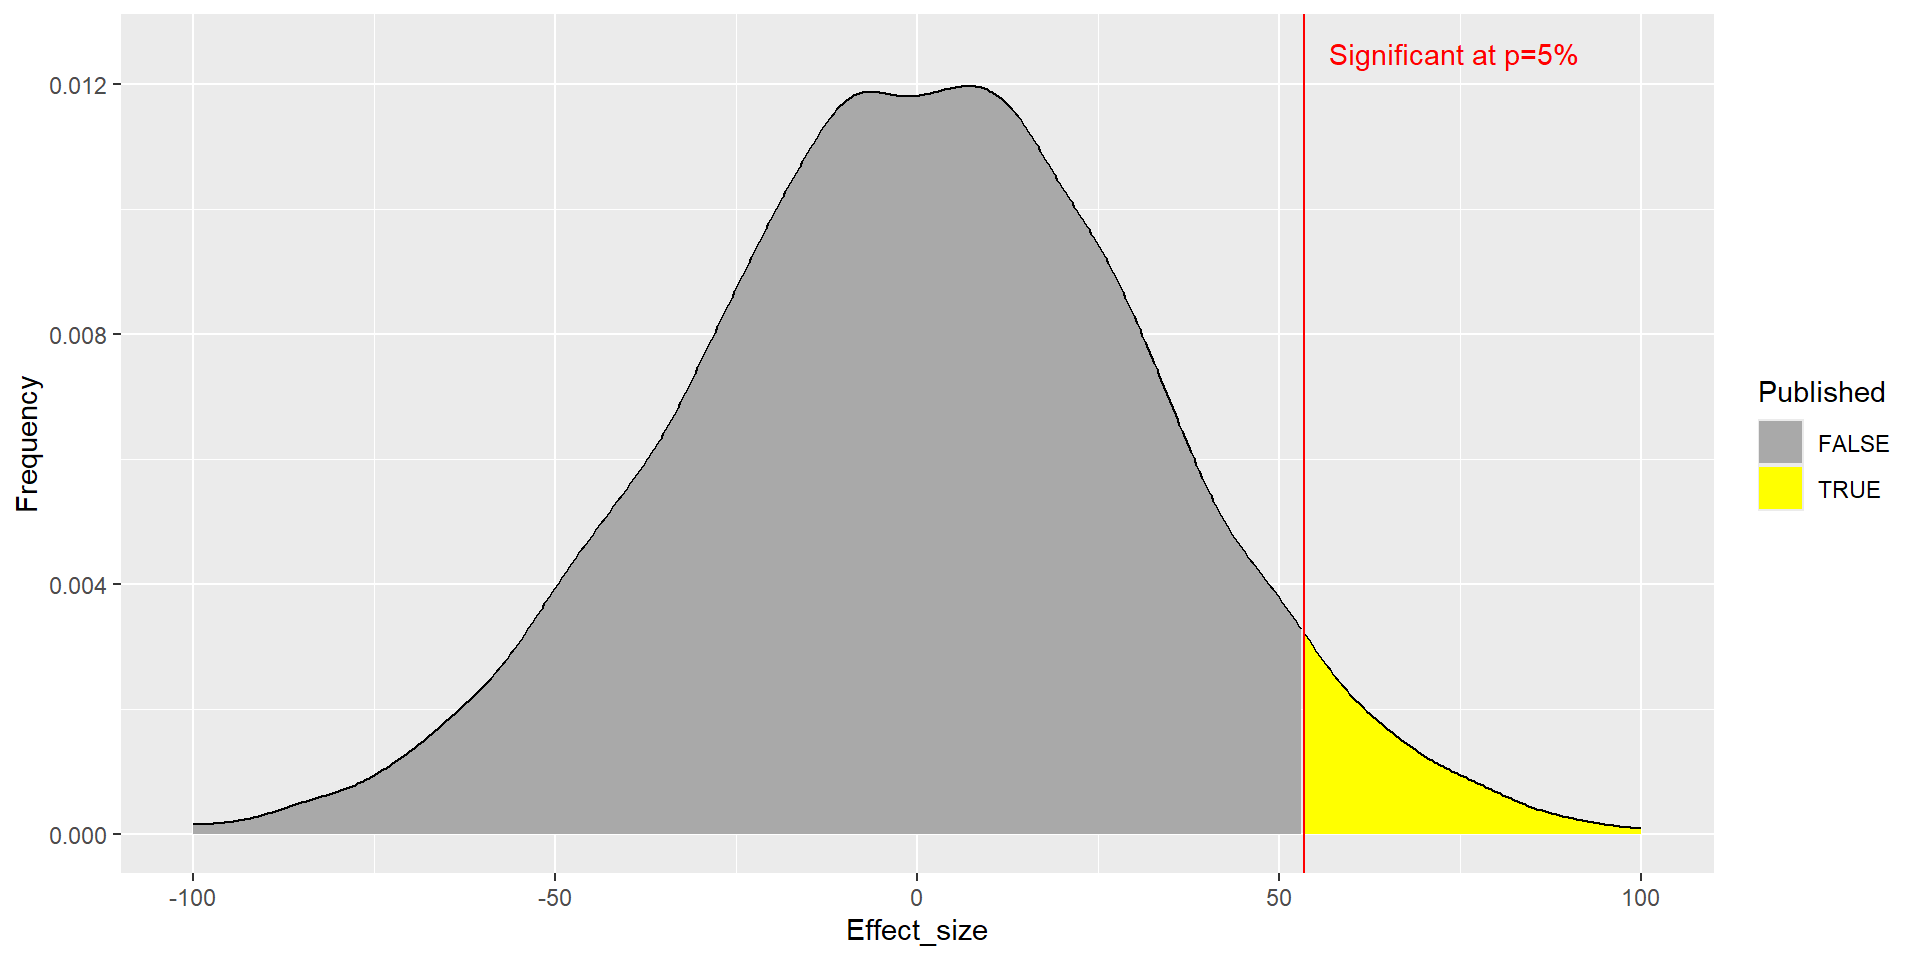 Significant at p=5%
0.012
0.008
0.004
0.000
Frequency
-100
-50
0
50
100
Effect_size
Published
FALSE
TRUE